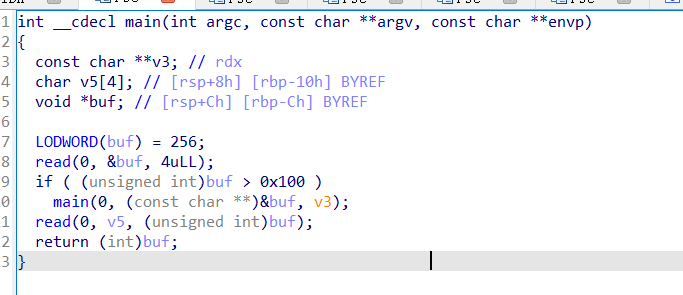 1 int __cdecl main(int argc, const char **argv, const char **envp)
2 {
3 const char **v3; // rdx
4 char v5[4]; // [rsp+8h] [rbp-10h] BYREF
5 void *buf; // [rsp+Ch] [rbp-Ch] BYREF
6
7 LODWORD(buf) = 256;
8 read(0, &buf, 4uLL);
9 if ( (unsigned int)buf > 0x100 )
0 main(0, (const char **)&buf, v3);
1 read(0, v5, (unsigned int)buf);
2 return (int)buf;
3 }